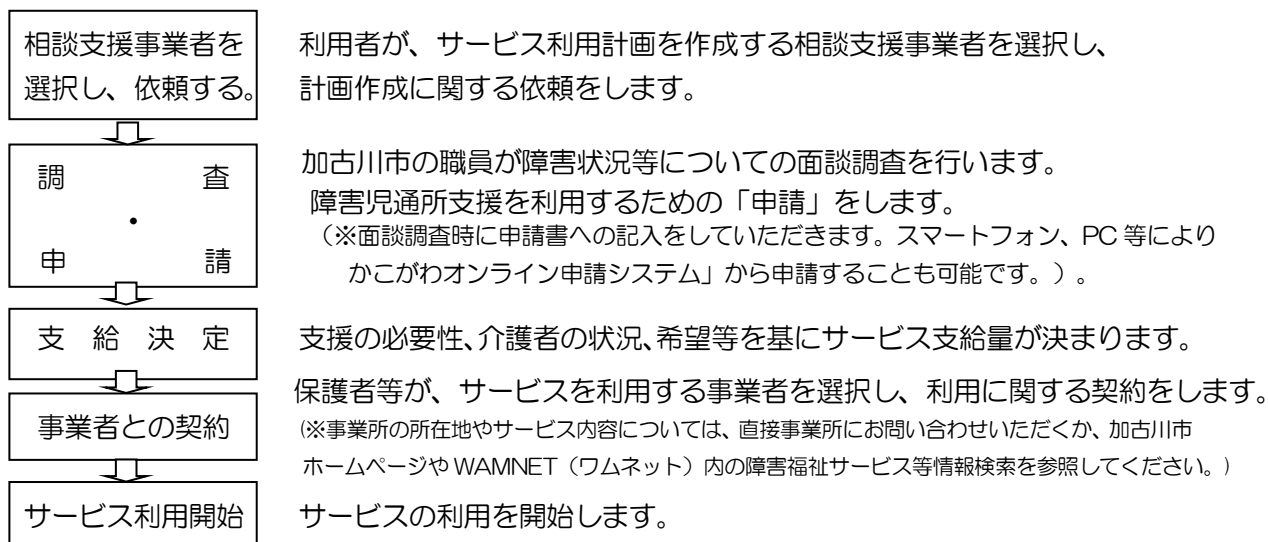 相談支援事業者を
選択し、依頼する。
利用者が、サービス利用計画を作成する相談支援事業者を選択し、
計画作成に関する依頼をします。
調　　　査
・
申　　　請
加古川市の職員が障害状況等についての面談調査を行います。
障害児通所支援を利用するための「申請」をします。
（※面談調査時に申請書への記入をしていただきます。スマートフォン、PC 等により
かこがわオンライン申請システム」から申請することも可能です。）。
支　給　決　定
支援の必要性、介護者の状況、希望等を基にサービス支給量が決まります。
事業者との契約
保護者等が、サービスを利用する事業者を選択し、利用に関する契約をします。
(※事業所の所在地やサービス内容については、直接事業所にお問い合わせいただくか、加古川市
ホームページや WAMNET（ワムネット）内の障害福祉サービス等情報検索を参照してください。)
サービス利用開始
サービスの利用を開始します。